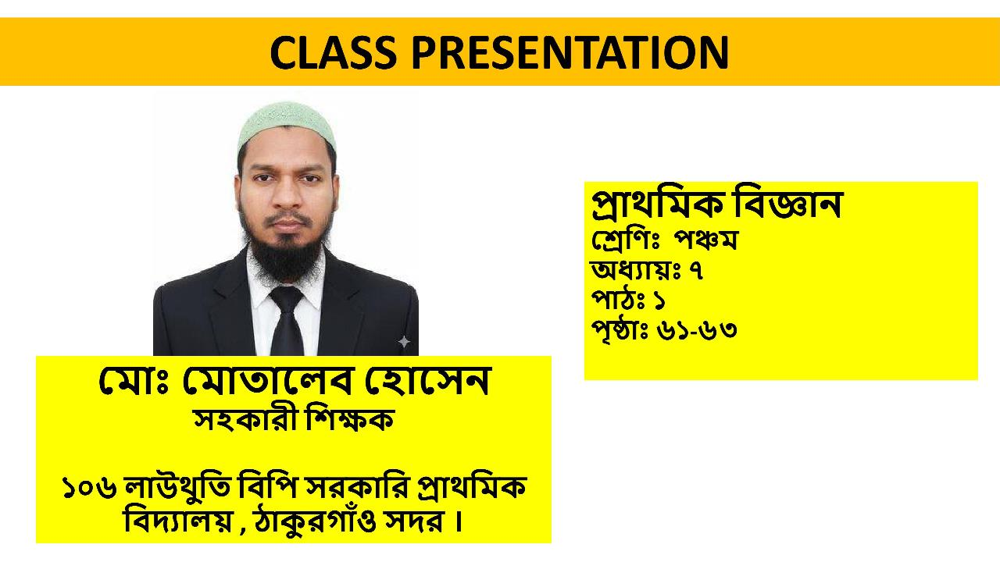 CLASS PRESENTATION
প্রাথমিক বিজ্ঞান
শ্রেণিঃ পঞ্চম
অধ্যায়ঃ ৭
পাঠঃ ১
পৃষ্ঠাঃ ৬১-৬৩
মোঃ মোতালেব হোসেন
সহকারী শিক্ষক
১০৬ লাউথুতি বিপি সরকারি প্রাথমিক
বিদ্যালয় , ঠাকুরগাঁও সদর ।